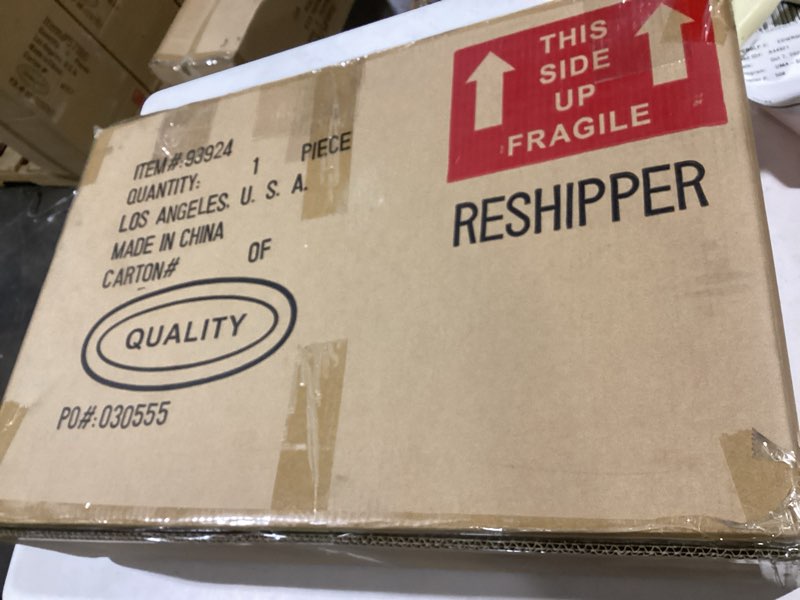 ITEM#:93924
QUANTITY: 1 PIECE
LOS ANGELES, U. S. A.
MADE IN CHINA
CARTON# OF
QUALITY
PO#:030555
THIS
SIDE
UP
FRAGILE
RESHIPPER